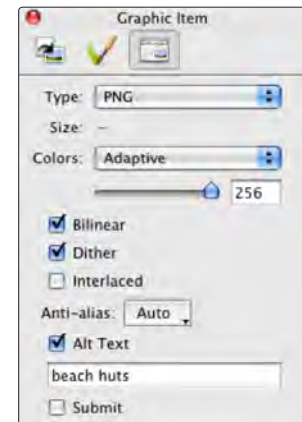 Graphic Item
Type: PNG
Size: –
Colors: Adaptive
256
Bilinear
Dither
Interlaced
Anti-alias: Auto
Alt Text
beach huts
Submit